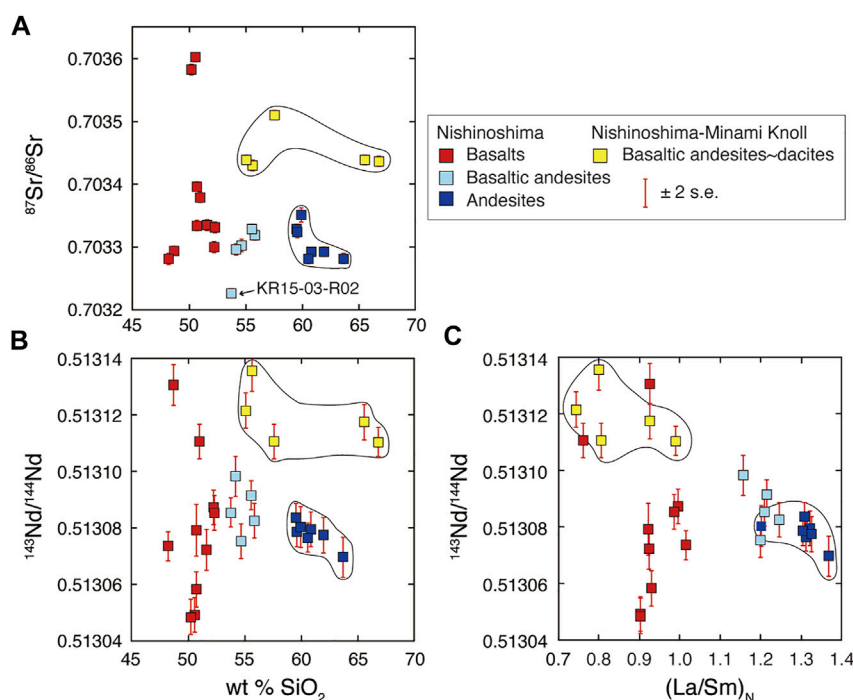 A
0.7036
0.7035
0.7034
0.7033
0.7032
87Sr/86Sr
45 50 55 60 65 70
KR15-03-R02
Nishinoshima
Basalts
Basaltic andesites
Andesites
Nishinoshima-Minami Knoll
Basaltic andesites~dacites
± 2 s.e.
B
0.51314
0.51312
0.51310
0.51308
0.51306
0.51304
143Nd/144Nd
45 50 55 60 65 70
wt % SiO2
C
0.51314
0.51312
0.51310
0.51308
0.51306
0.51304
143Nd/144Nd
0.7 0.8 0.9 1.0 1.1 1.2 1.3 1.4
(La/Sm)N